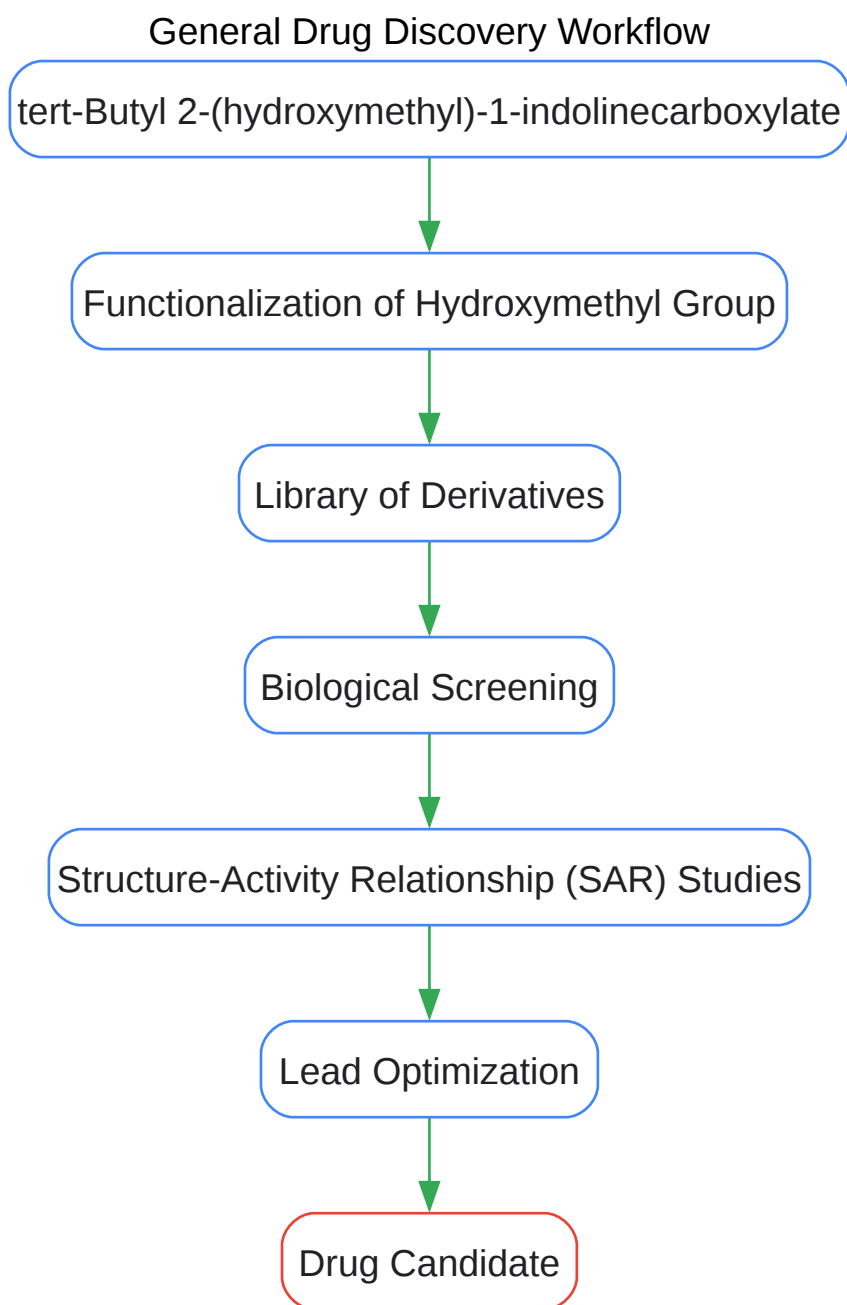 General Drug Discovery Workflow
tert-Butyl 2-(hydroxymethyl)-1-indolinecarboxylate
Functionalization of Hydroxymethyl Group
Library of Derivatives
Biological Screening
Structure-Activity Relationship (SAR) Studies
Lead Optimization
Drug Candidate